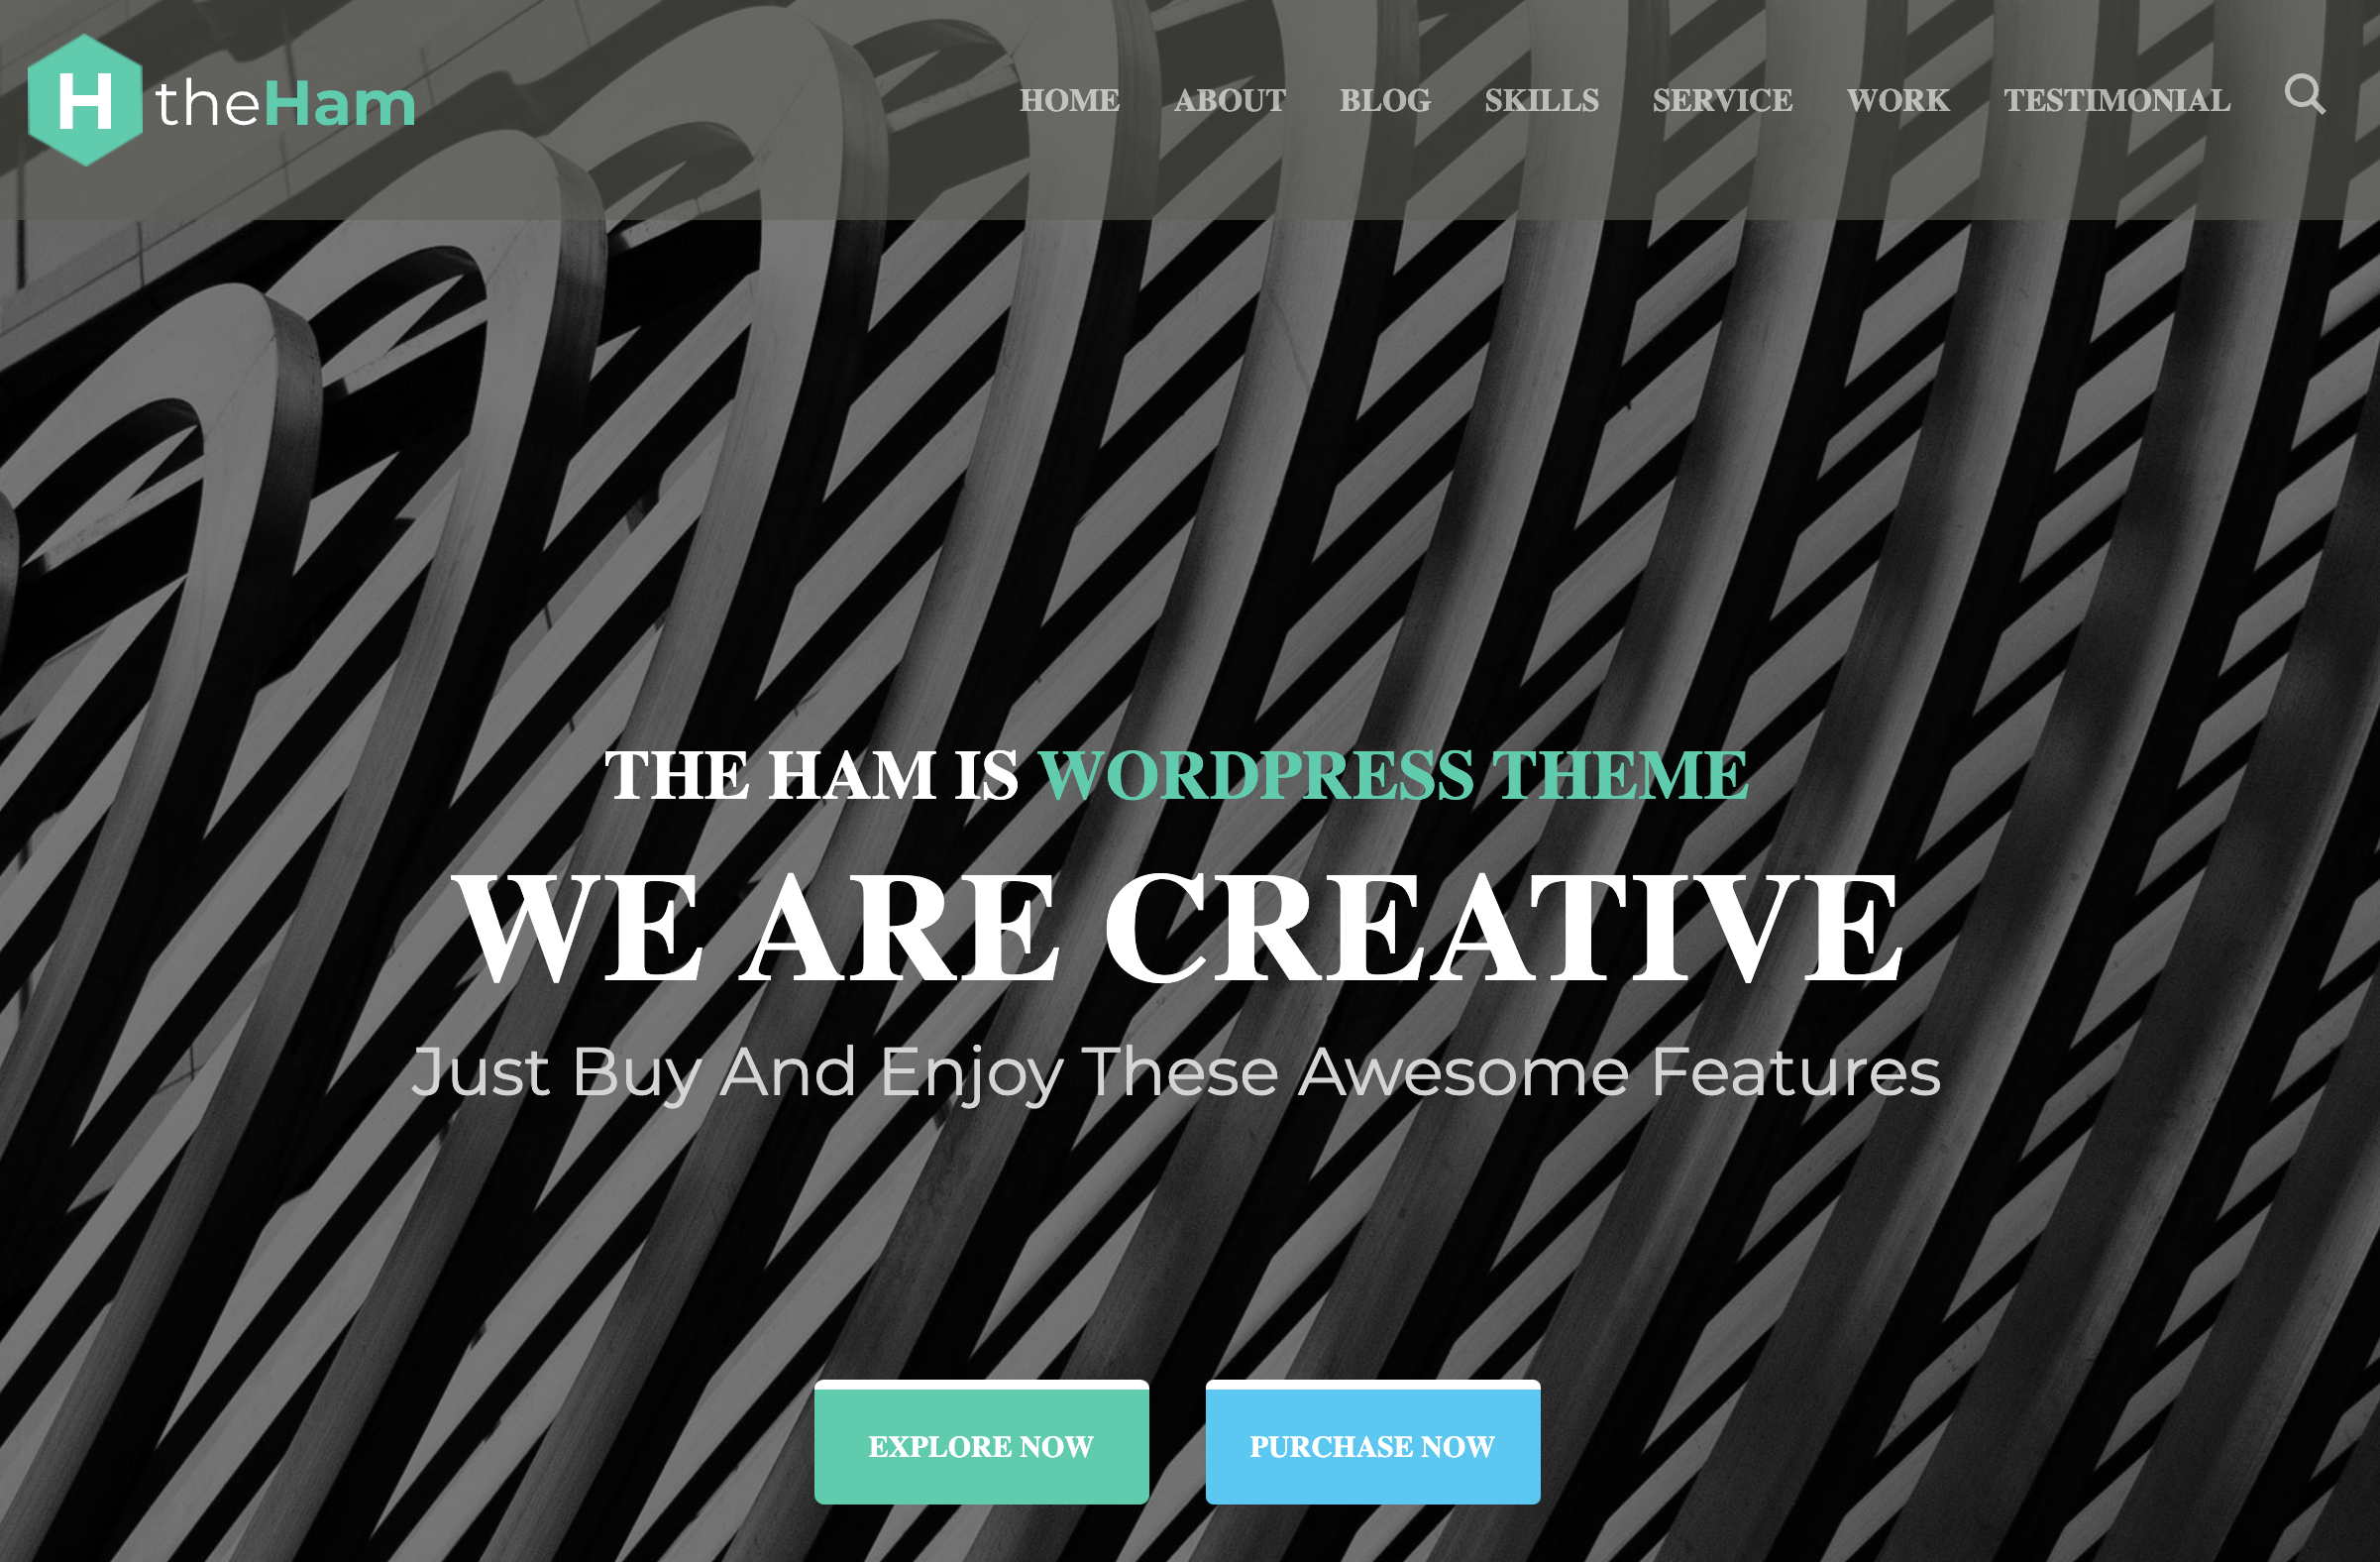 H theHam
HOME ABOUT BLOG SKILLS SERVICE WORK TESTIMONIAL
THE HAM IS WORDPRESS THEME
WE ARE CREATIVE
Just Buy And Enjoy These Awesome Features
EXPLORE NOW PURCHASE NOW